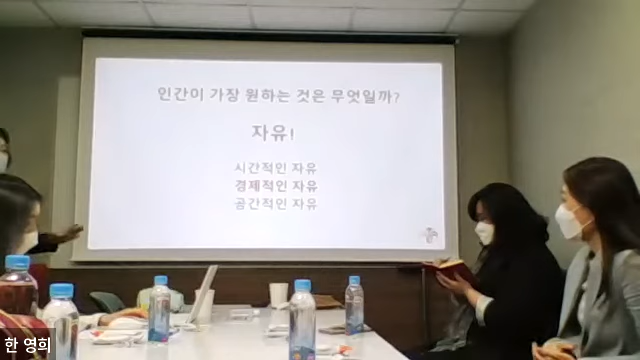 인간이 가장 원하는 것은 무엇일까?
자유!
시간적인 자유
경제적인 자유
공간적인 자유
한 영희